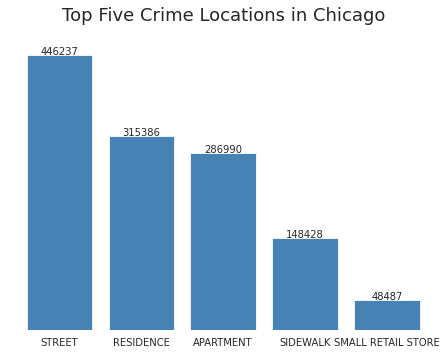 Top Five Crime Locations in Chicago
446237
315386
286990
148428
48487
STREET RESIDENCE APARTMENT SIDEWALK SMALL RETAIL STORE